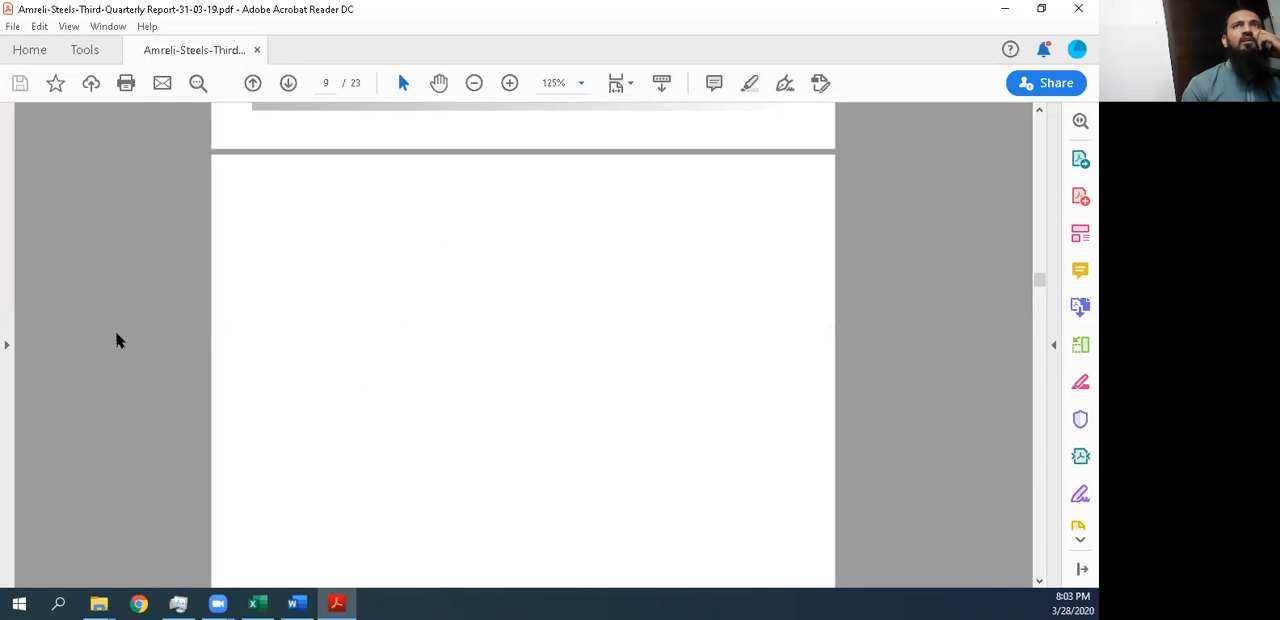 Amreli-Steels-Third-Quarterly Report-31-03-19.pdf - Adobe Acrobat Reader DC
File Edit View Window Help
Home Tools Amreli-Steels-Third... ×
9 / 23 125% Share
8:03 PM
3/28/2020